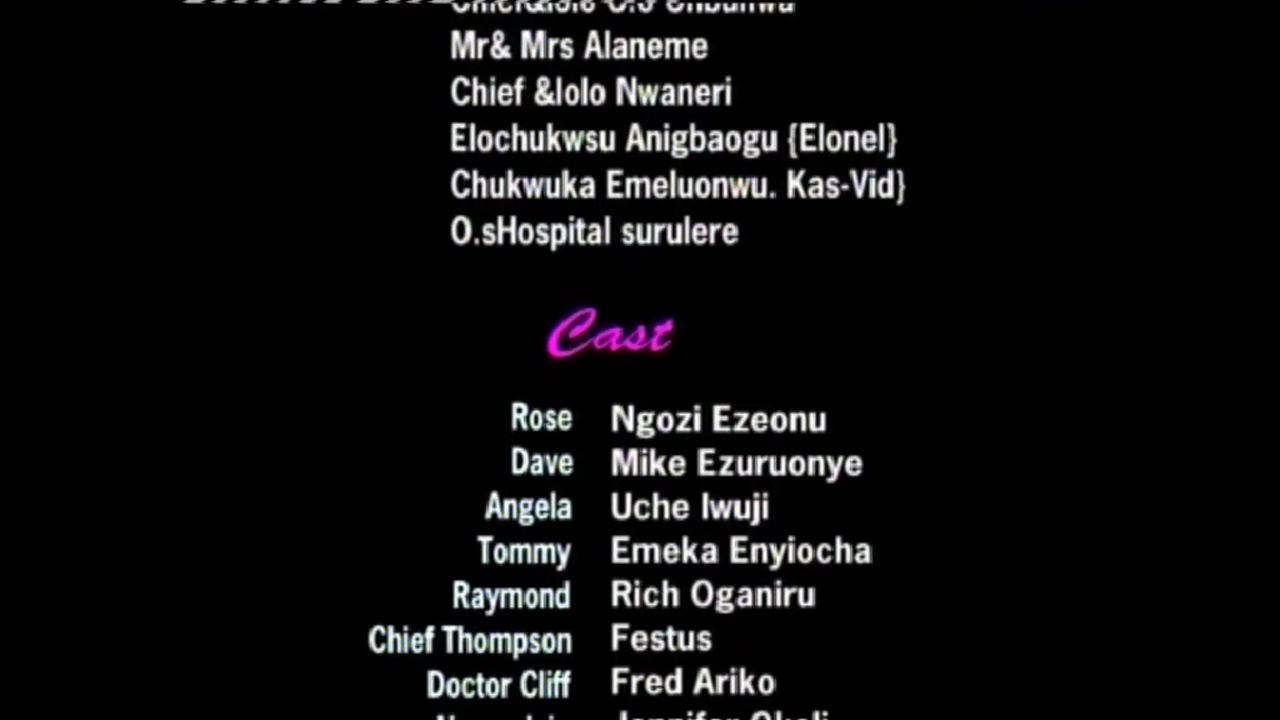 Mr& Mrs Alaneme
Chief &lolo Nwaneri
Elochukwsu Anigbaogu {Elonel}
Chukwuka Emeluonwu. Kas-Vid}
O.sHospital surulere
Cast
Rose Ngozi Ezeonu
Dave Mike Ezuruonye
Angela Uche Iwuji
Tommy Emeka Enyiocha
Raymond Rich Oganiru
Chief Thompson Festus
Doctor Cliff Fred Ariko